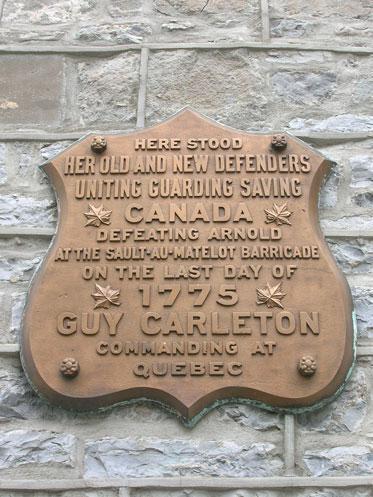 HERE STOOD
HER OLD AND NEW DEFENDERS
UNITING GUARDING SAVING
CANADA
DEFEATING ARNOLD
AT THE SAULT-AU-MATELOT BARRICADE
ON THE LAST DAY OF
1775
GUY CARLETON
COMMANDING AT
QUEBEC